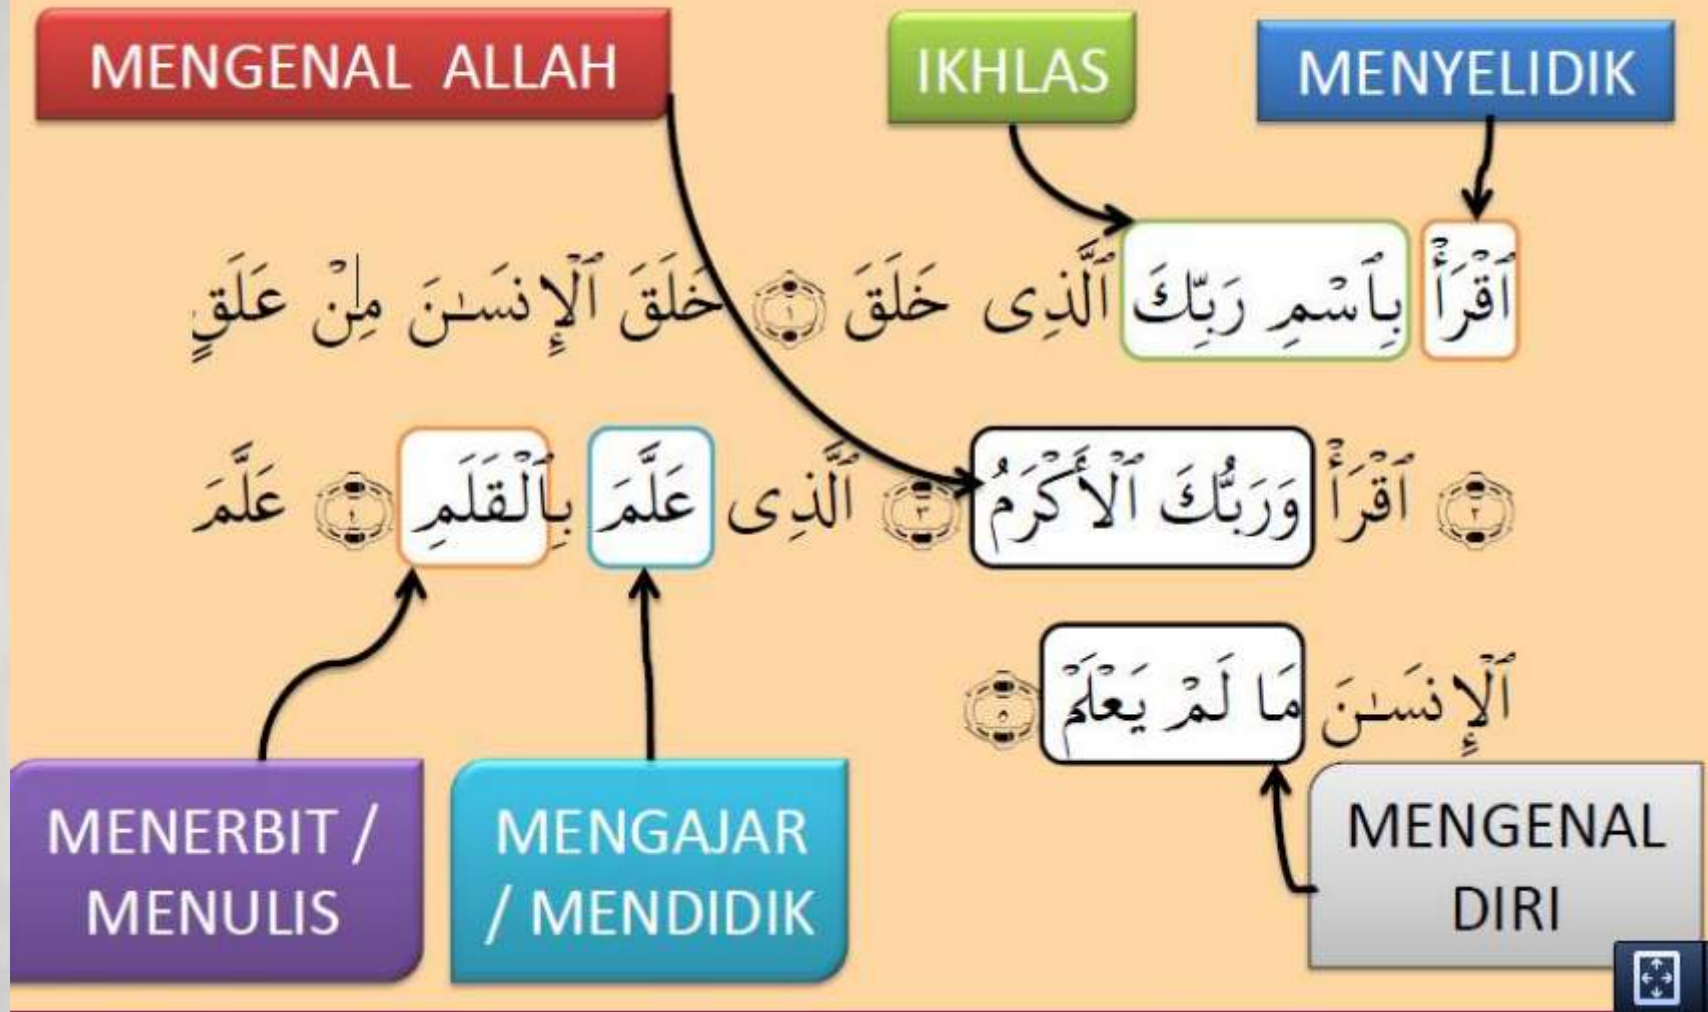 MENGENAL ALLAH
IKHLAS
MENYELIDIK
ٱقْرَأْ بِٱسْمِ رَبِّكَ ٱلَّذِى خَلَقَ ١ خَلَقَ ٱلْإِنسَـٰنَ مِنْ عَلَقٍ
٢ ٱقْرَأْ وَرَبُّكَ ٱلْأَكْرَمُ ٣ ٱلَّذِى عَلَّمَ بِٱلْقَلَمِ ٤ عَلَّمَ
ٱلْإِنسَـٰنَ مَا لَمْ يَعْلَمْ ٥
MENERBIT /
MENULIS
MENGAJAR
/ MENDIDIK
MENGENAL
DIRI